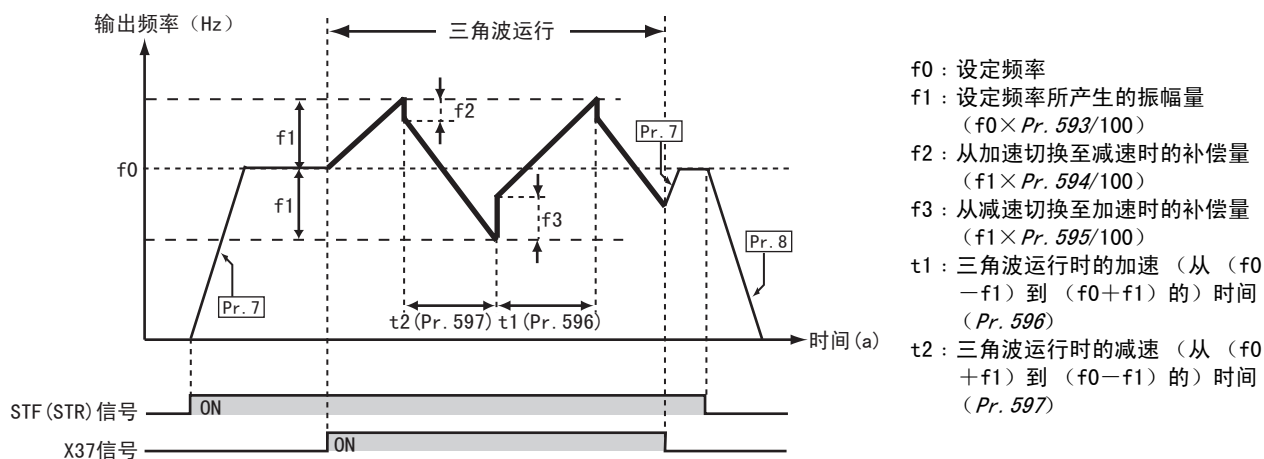 输出频率（Hz）
三角波运行
f1
f2
Pr. 7
f0
f1
f3
Pr. 8
Pr. 7
t2(Pr.597)
t1(Pr.596)
时间(a)
STF(STR)信号
ON
X37信号
ON
f0：设定频率
f1：设定频率所产生的振幅量
（f0×Pr. 593/100）
f2：从加速切换至减速时的补偿量
（f1×Pr. 594/100）
f3：从减速切换至加速时的补偿量
（f1×Pr. 595/100）
t1：三角波运行时的加速 （从 （f0
－f1）到 （f0＋f1）的）时间
（Pr. 596）
t2：三角波运行时的减速 （从 （f0
＋f1）到 （f0－f1）的）时间
（Pr. 597）